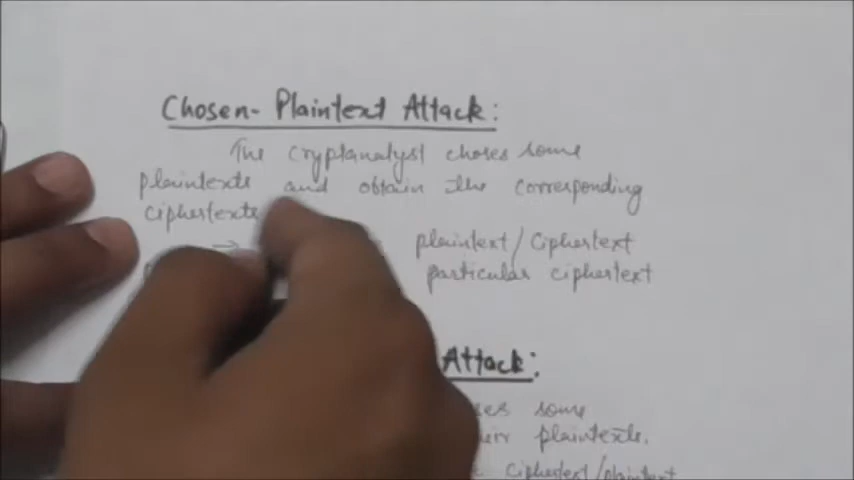 Chosen- Plaintext Attack:
The cryptanalyst choses some
plaintexts and obtain the corresponding
ciphertexts
→ plaintext/Ciphertext
particular ciphertext
Attack:
some
their plaintexts.
ciphertext/plaintext